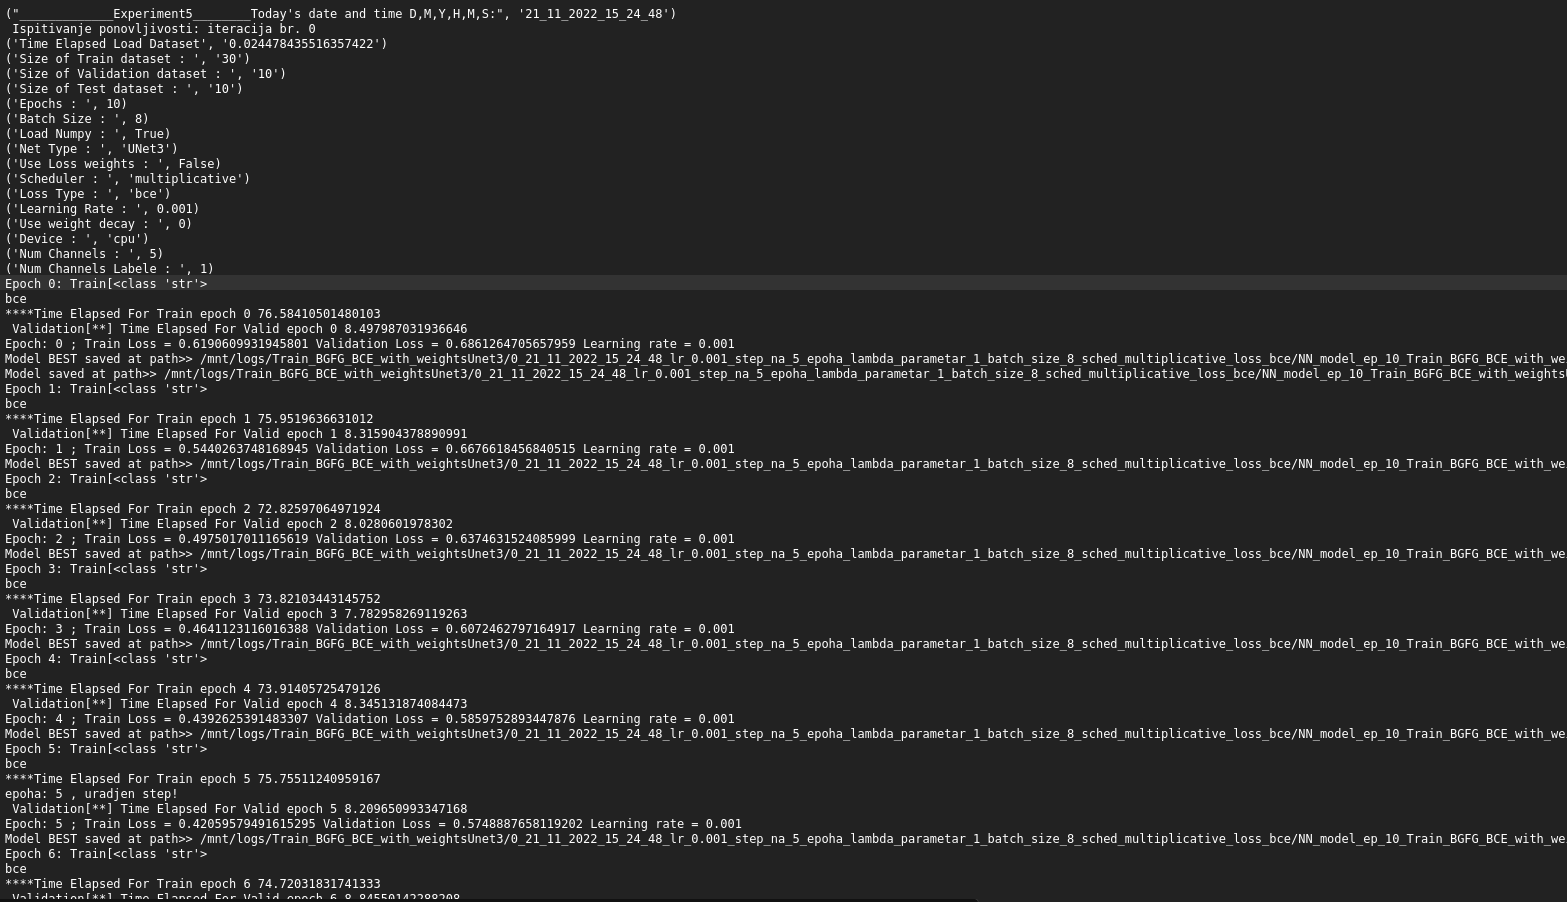 ("_____________Experiment5________Today's date and time D,M,Y,H,M,S:", '21_11_2022_15_24_48')
Ispitivanje ponovljivosti: iteracija br. 0
('Time Elapsed Load Dataset', '0.024478435516357422')
('Size of Train dataset : ', '30')
('Size of Validation dataset : ', '10')
('Size of Test dataset : ', '10')
('Epochs : ', 10)
('Batch Size : ', 8)
('Load Numpy : ', True)
('Net Type : ', 'UNet3')
('Use Loss weights : ', False)
('Scheduler : ', 'multiplicative')
('Loss Type : ', 'bce')
('Learning Rate : ', 0.001)
('Use weight decay : ', 0)
('Device : ', 'cpu')
('Num Channels : ', 5)
('Num Channels Labele : ', 1)
Epoch 0: Train[<class 'str'>
bce
****Time Elapsed For Train epoch 0 76.58410501480103
Validation[**] Time Elapsed For Valid epoch 0 8.497987031936646
Epoch: 0 ; Train Loss = 0.6190609931945801 Validation Loss = 0.6861264705657959 Learning rate = 0.001
Model BEST saved at path>> /mnt/logs/Train_BGFG_BCE_with_weightsUnet3/0_21_11_2022_15_24_48_lr_0.001_step_na_5_epoha_lambda_parametar_1_batch_size_8_sched_multiplicative_loss_bce/NN_model_ep_10_Train_BGFG_BCE_with_we
Model saved at path>> /mnt/logs/Train_BGFG_BCE_with_weightsUnet3/0_21_11_2022_15_24_48_lr_0.001_step_na_5_epoha_lambda_parametar_1_batch_size_8_sched_multiplicative_loss_bce/NN_model_ep_10_Train_BGFG_BCE_with_weights
Epoch 1: Train[<class 'str'>
bce
****Time Elapsed For Train epoch 1 75.9519636631012
Validation[**] Time Elapsed For Valid epoch 1 8.315904378890991
Epoch: 1 ; Train Loss = 0.5440263748168945 Validation Loss = 0.6676618456840515 Learning rate = 0.001
Model BEST saved at path>> /mnt/logs/Train_BGFG_BCE_with_weightsUnet3/0_21_11_2022_15_24_48_lr_0.001_step_na_5_epoha_lambda_parametar_1_batch_size_8_sched_multiplicative_loss_bce/NN_model_ep_10_Train_BGFG_BCE_with_we
Epoch 2: Train[<class 'str'>
bce
****Time Elapsed For Train epoch 2 72.82597064971924
Validation[**] Time Elapsed For Valid epoch 2 8.0280601978302
Epoch: 2 ; Train Loss = 0.4975017011165619 Validation Loss = 0.6374631524085999 Learning rate = 0.001
Model BEST saved at path>> /mnt/logs/Train_BGFG_BCE_with_weightsUnet3/0_21_11_2022_15_24_48_lr_0.001_step_na_5_epoha_lambda_parametar_1_batch_size_8_sched_multiplicative_loss_bce/NN_model_ep_10_Train_BGFG_BCE_with_we
Epoch 3: Train[<class 'str'>
bce
****Time Elapsed For Train epoch 3 73.82103443145752
Validation[**] Time Elapsed For Valid epoch 3 7.782958269119263
Epoch: 3 ; Train Loss = 0.4641123116016388 Validation Loss = 0.6072462797164917 Learning rate = 0.001
Model BEST saved at path>> /mnt/logs/Train_BGFG_BCE_with_weightsUnet3/0_21_11_2022_15_24_48_lr_0.001_step_na_5_epoha_lambda_parametar_1_batch_size_8_sched_multiplicative_loss_bce/NN_model_ep_10_Train_BGFG_BCE_with_we
Epoch 4: Train[<class 'str'>
bce
****Time Elapsed For Train epoch 4 73.91405725479126
Validation[**] Time Elapsed For Valid epoch 4 8.345131874084473
Epoch: 4 ; Train Loss = 0.4392625391483307 Validation Loss = 0.5859752893447876 Learning rate = 0.001
Model BEST saved at path>> /mnt/logs/Train_BGFG_BCE_with_weightsUnet3/0_21_11_2022_15_24_48_lr_0.001_step_na_5_epoha_lambda_parametar_1_batch_size_8_sched_multiplicative_loss_bce/NN_model_ep_10_Train_BGFG_BCE_with_we
Epoch 5: Train[<class 'str'>
bce
****Time Elapsed For Train epoch 5 75.75511240959167
epoha: 5 , uradjen step!
Validation[**] Time Elapsed For Valid epoch 5 8.209650993347168
Epoch: 5 ; Train Loss = 0.42059579491615295 Validation Loss = 0.5748887658119202 Learning rate = 0.001
Model BEST saved at path>> /mnt/logs/Train_BGFG_BCE_with_weightsUnet3/0_21_11_2022_15_24_48_lr_0.001_step_na_5_epoha_lambda_parametar_1_batch_size_8_sched_multiplicative_loss_bce/NN_model_ep_10_Train_BGFG_BCE_with_we
Epoch 6: Train[<class 'str'>
bce
****Time Elapsed For Train epoch 6 74.72031831741333
Validation[**] Time Elapsed For Valid epoch 6 8.84550142288208